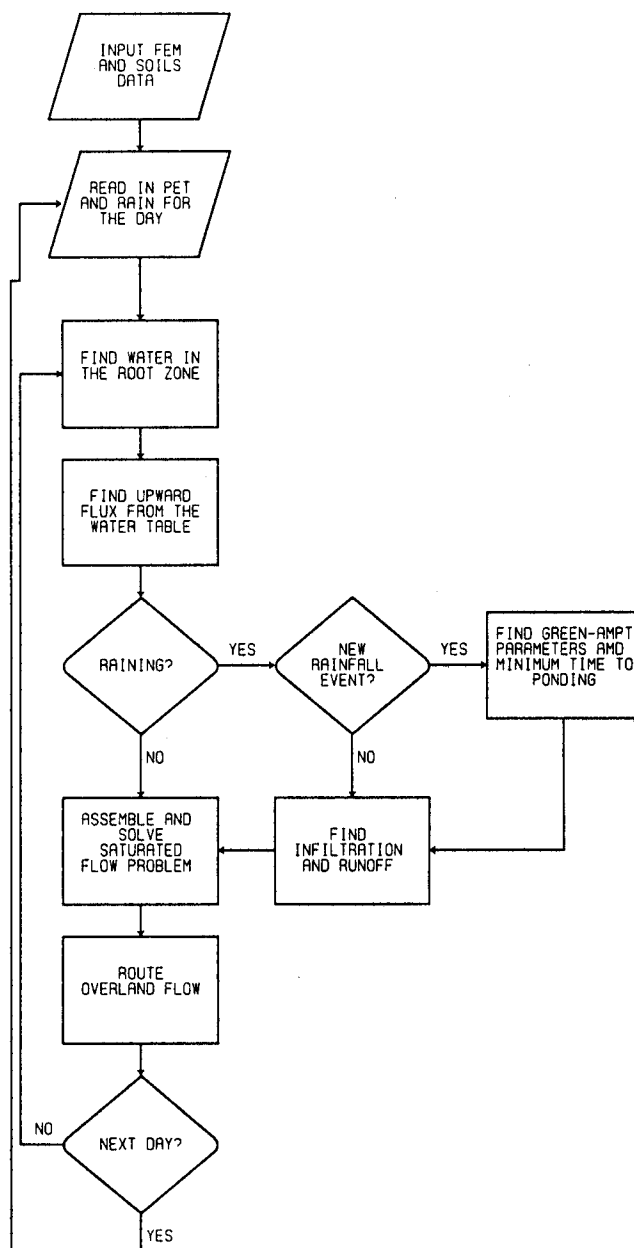 INPUT FEM
AND SOILS
DATA
READ IN PET
AND RAIN FOR
THE DAY
FIND WATER IN
THE ROOT ZONE
FIND UPWARD
FLUX FROM THE
WATER TABLE
RAINING?
YES
NEW
RAINFALL
EVENT?
YES
FIND GREEN-AMPT
PARAMETERS AMD
MINIMUM TIME TO
PONDING
NO
NO
ASSEMBLE AND
SOLVE
SATURATED
FLOW PROBLEM
FIND
INFILTRATION
AND RUNOFF
ROUTE
OVERLAND FLOW
NO
NEXT DAY?
YES